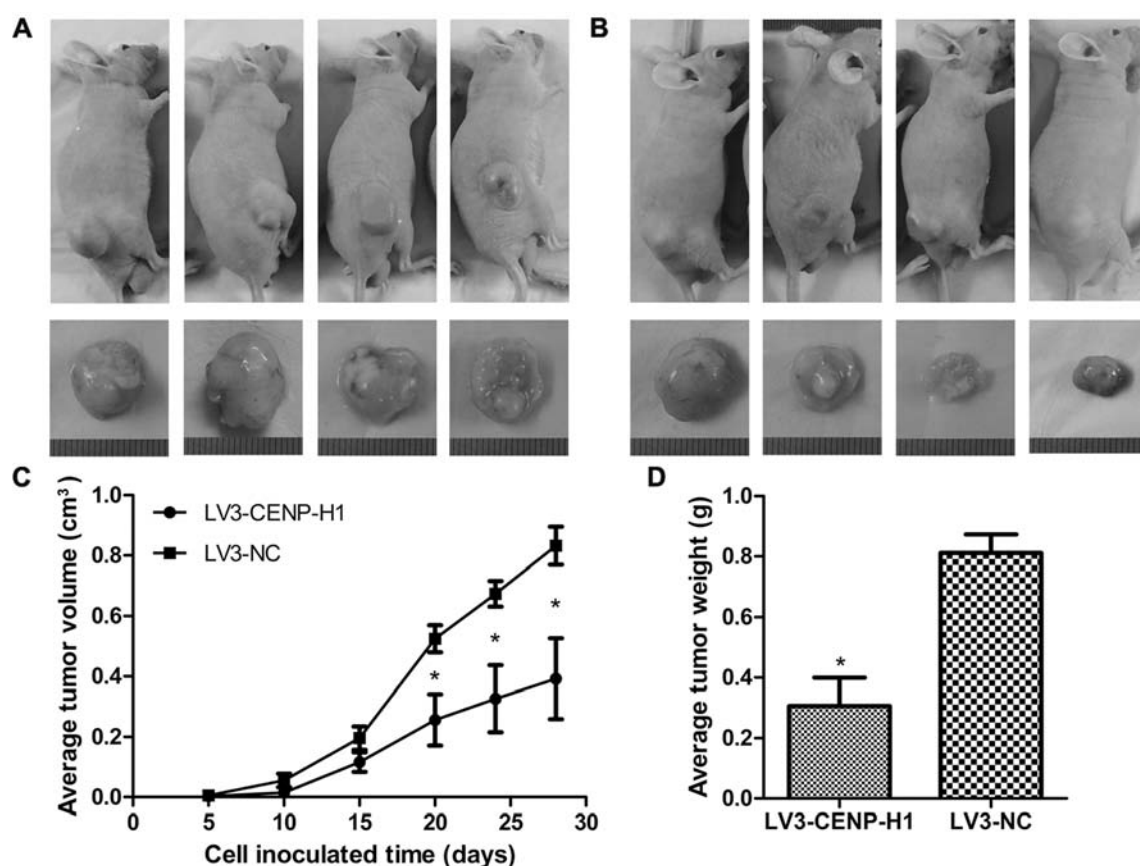 A
B
C
Average tumor volume (cm³)
1.0
0.8
0.6
0.4
0.2
0.0
LV3-CENP-H1
LV3-NC
*
*
*
0 5 10 15 20 25 30
Cell inoculated time (days)
D
Average tumor weight (g)
1.0
0.8
0.6
0.4
0.2
0.0
*
LV3-CENP-H1 LV3-NC